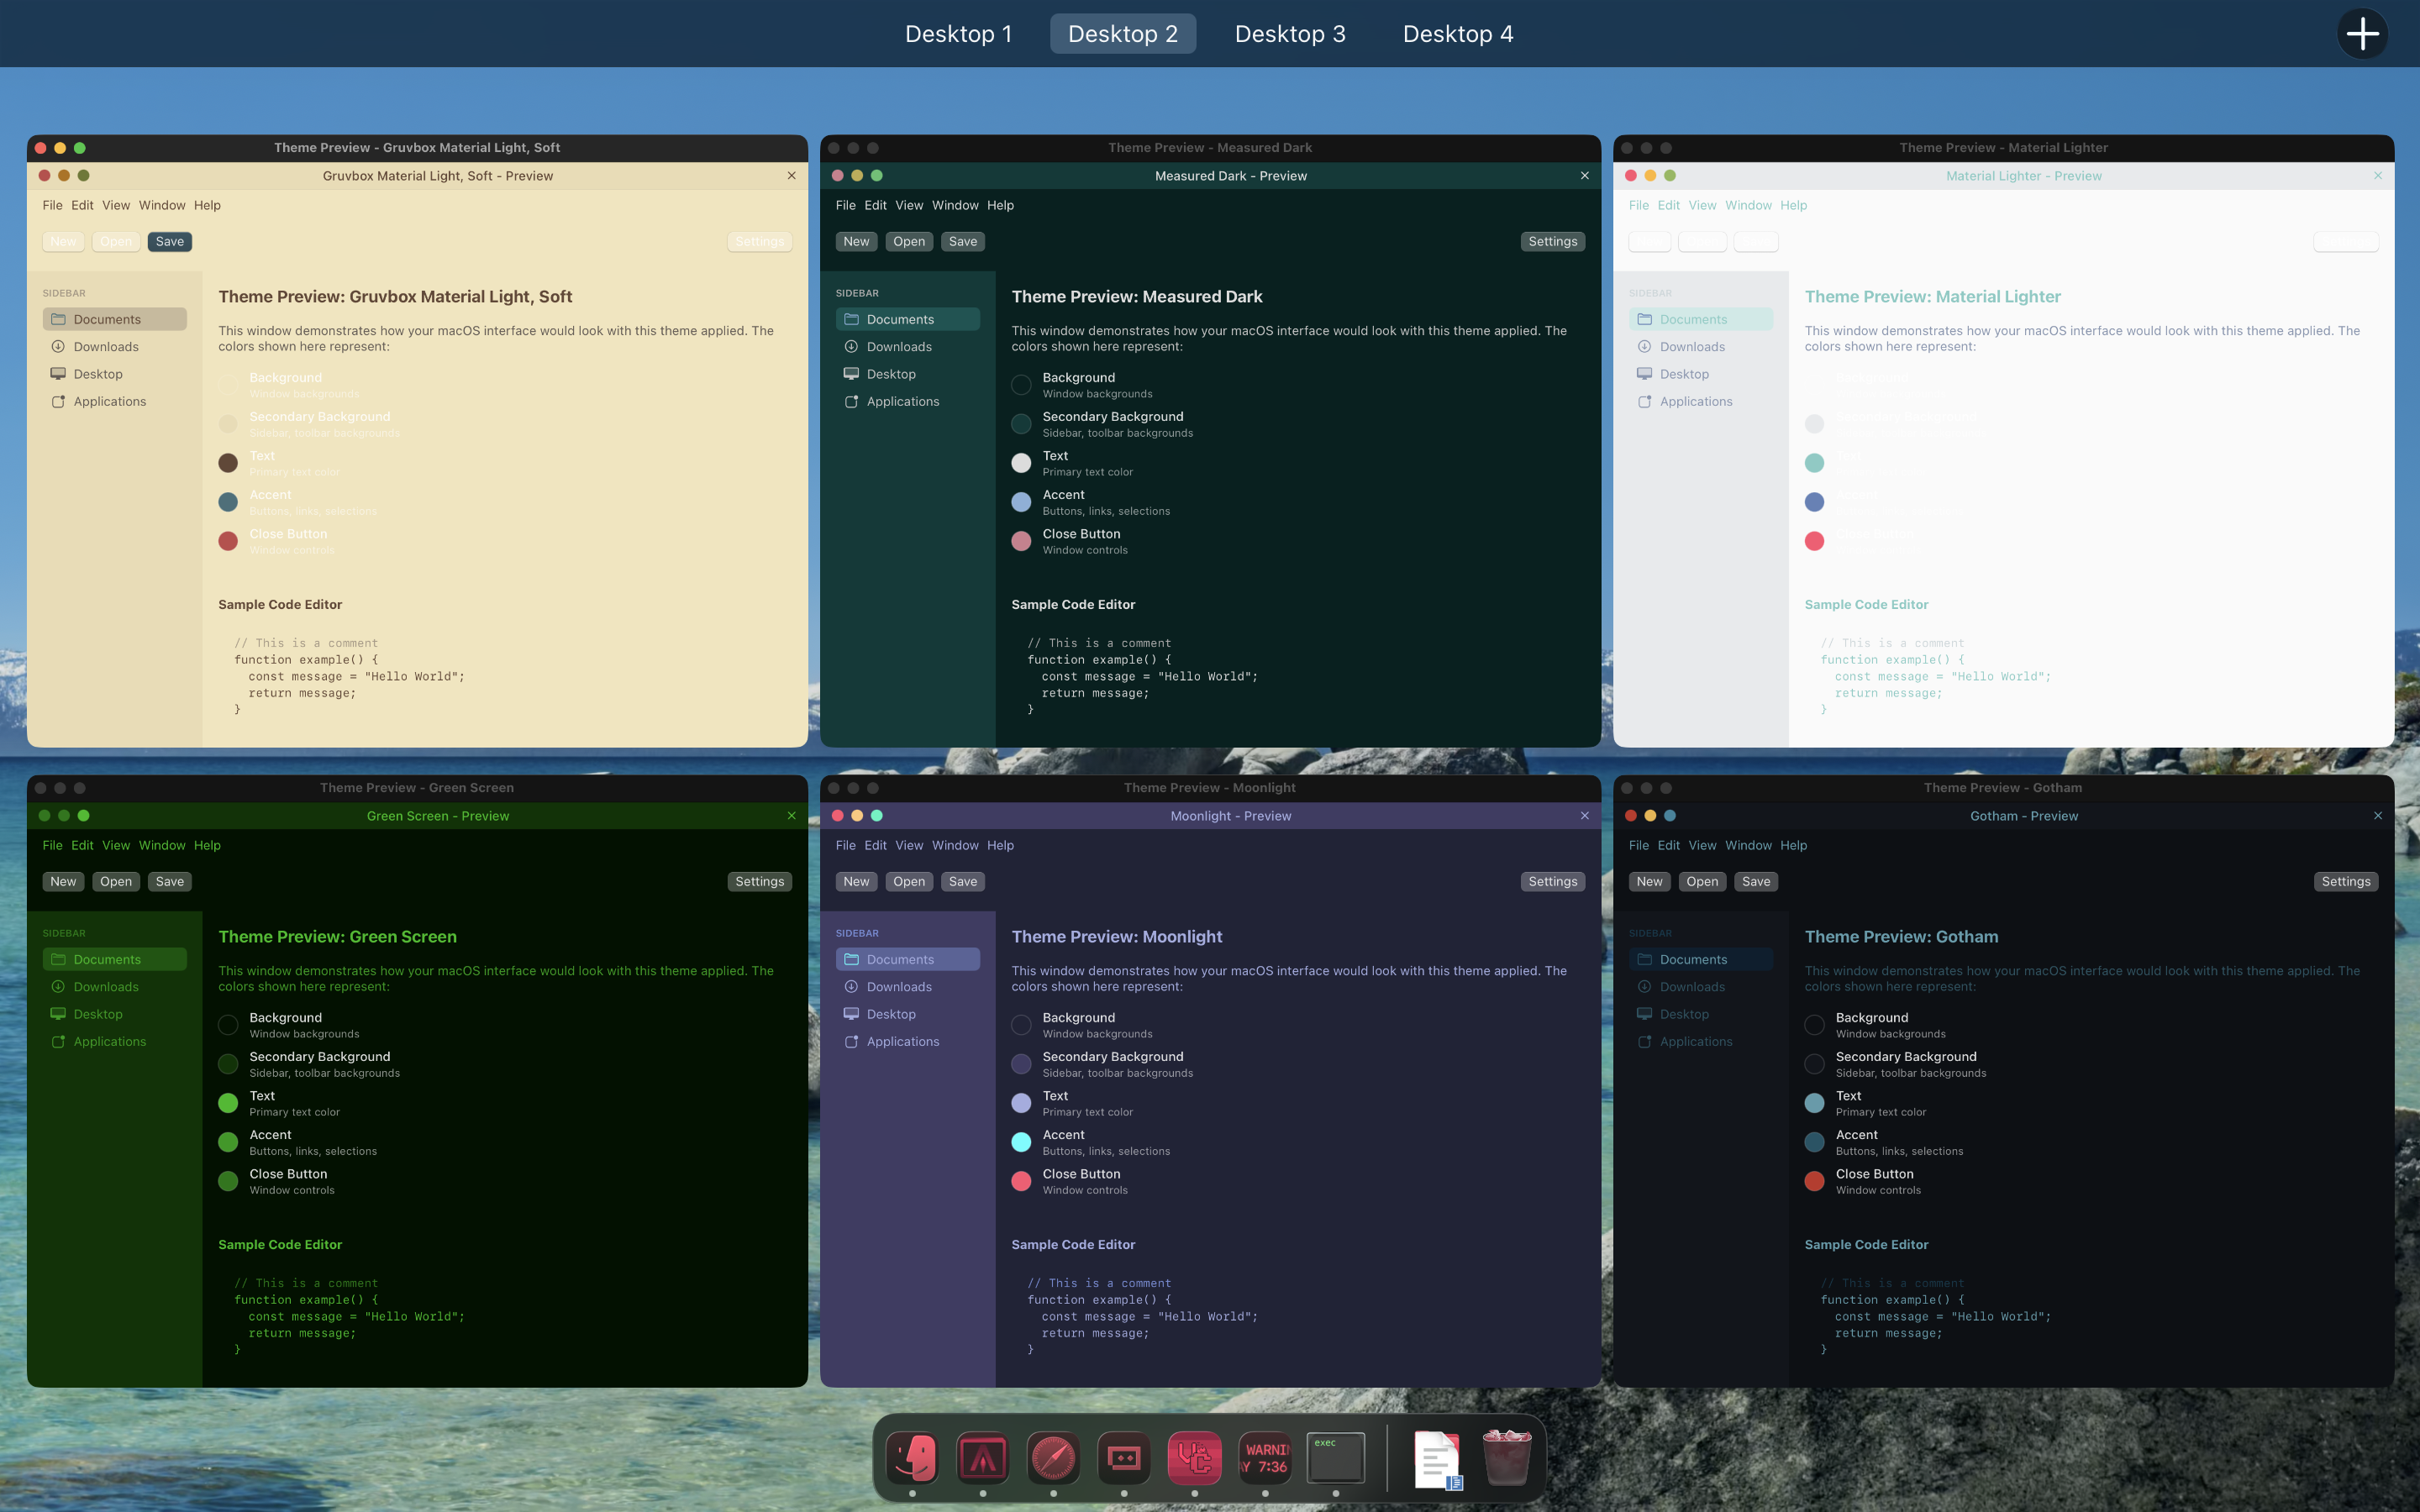 Desktop 1
Desktop 2
Desktop 3
Desktop 4
Theme Preview - Gruvbox Material Light, Soft
Gruvbox Material Light, Soft - Preview
File Edit View Window Help
New Open Save Settings
SIDEBAR
Documents
Downloads
Desktop
Applications
Theme Preview: Gruvbox Material Light, Soft
This window demonstrates how your macOS interface would look with this theme applied. The
colors shown here represent:
Background
Window backgrounds
Secondary Background
Sidebar, toolbar backgrounds
Text
Primary text color
Accent
Buttons, links, selections
Close Button
Window controls
Sample Code Editor
// This is a comment
function example() {
const message = "Hello World";
return message;
}
Theme Preview - Measured Dark
Measured Dark - Preview
File Edit View Window Help
New Open Save Settings
SIDEBAR
Documents
Downloads
Desktop
Applications
Theme Preview: Measured Dark
This window demonstrates how your macOS interface would look with this theme applied. The
colors shown here represent:
Background
Window backgrounds
Secondary Background
Sidebar, toolbar backgrounds
Text
Primary text color
Accent
Buttons, links, selections
Close Button
Window controls
Sample Code Editor
// This is a comment
function example() {
const message = "Hello World";
return message;
}
Theme Preview - Material Lighter
Material Lighter - Preview
File Edit View Window Help
SIDEBAR
Documents
Downloads
Desktop
Applications
Theme Preview: Material Lighter
This window demonstrates how your macOS interface would look with this theme applied. The
colors shown here represent:
Sample Code Editor
// This is a comment
function example() {
const message = "Hello World";
return message;
}
Theme Preview - Green Screen
Green Screen - Preview
File Edit View Window Help
New Open Save Settings
SIDEBAR
Documents
Downloads
Desktop
Applications
Theme Preview: Green Screen
This window demonstrates how your macOS interface would look with this theme applied. The
colors shown here represent:
Background
Window backgrounds
Secondary Background
Sidebar, toolbar backgrounds
Text
Primary text color
Accent
Buttons, links, selections
Close Button
Window controls
Sample Code Editor
// This is a comment
function example() {
const message = "Hello World";
return message;
}
Theme Preview - Moonlight
Moonlight - Preview
File Edit View Window Help
New Open Save Settings
SIDEBAR
Documents
Downloads
Desktop
Applications
Theme Preview: Moonlight
This window demonstrates how your macOS interface would look with this theme applied. The
colors shown here represent:
Background
Window backgrounds
Secondary Background
Sidebar, toolbar backgrounds
Text
Primary text color
Accent
Buttons, links, selections
Close Button
Window controls
Sample Code Editor
// This is a comment
function example() {
const message = "Hello World";
return message;
}
Theme Preview - Gotham
Gotham - Preview
File Edit View Window Help
New Open Save Settings
SIDEBAR
Documents
Downloads
Desktop
Applications
Theme Preview: Gotham
This window demonstrates how your macOS interface would look with this theme applied. The
colors shown here represent:
Background
Window backgrounds
Secondary Background
Sidebar, toolbar backgrounds
Text
Primary text color
Accent
Buttons, links, selections
Close Button
Window controls
Sample Code Editor
// This is a comment
function example() {
const message = "Hello World";
return message;
}
WARNI
Y 7:36
exec